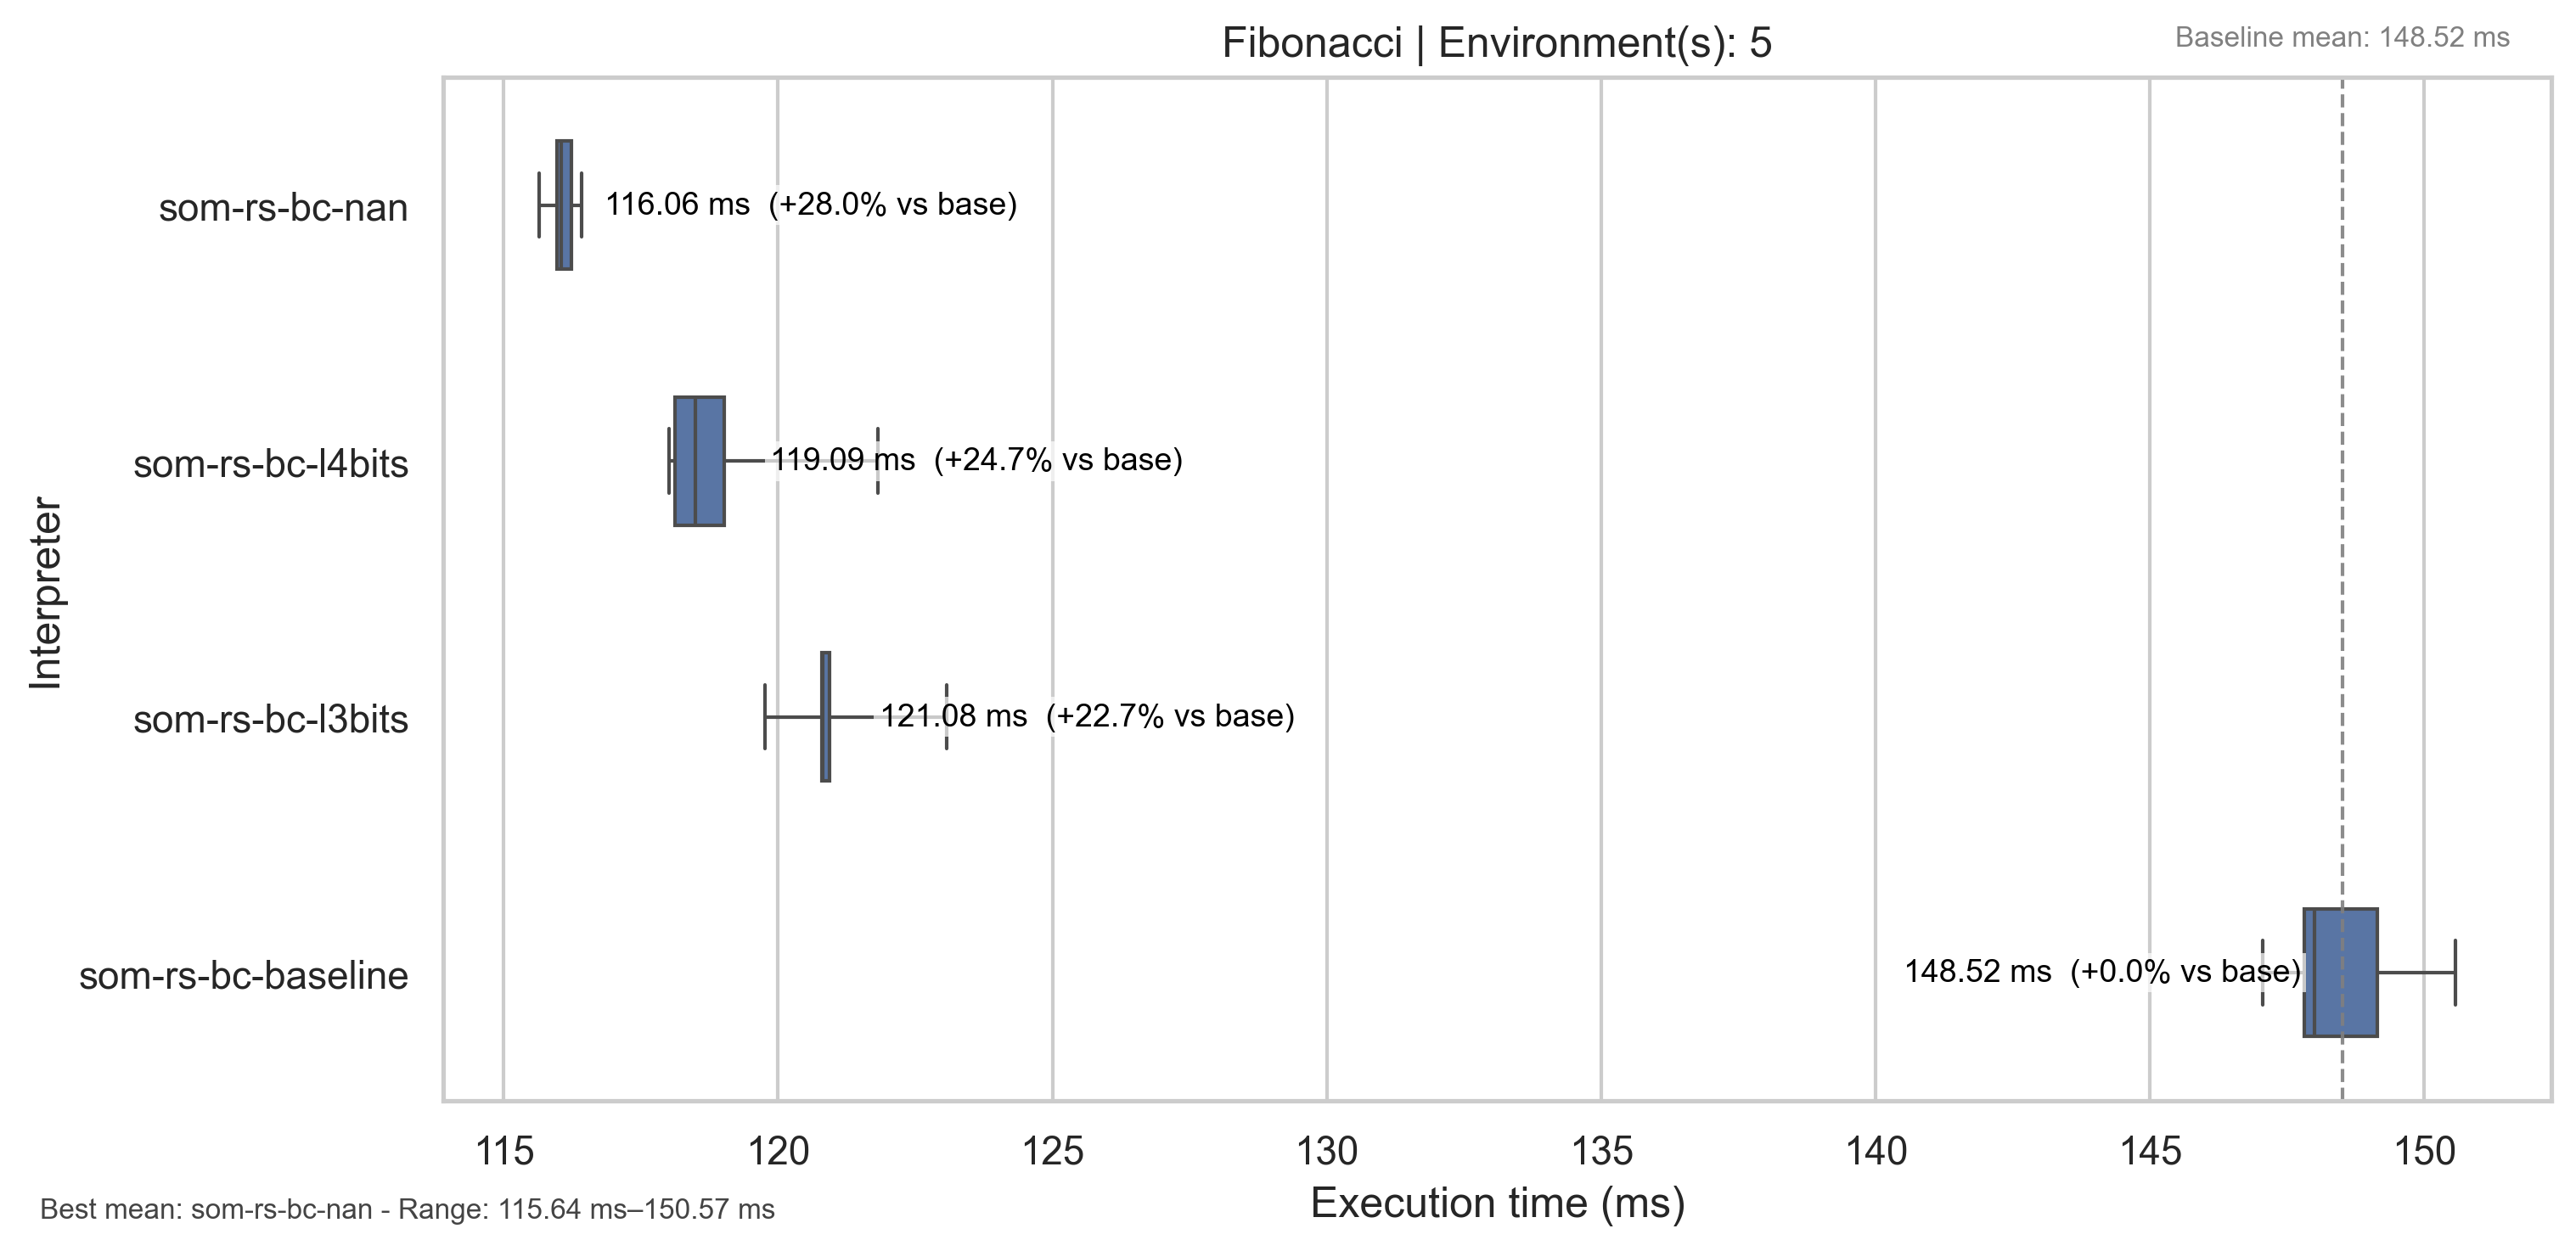 Fibonacci | Environment(s): 5
Baseline mean: 148.52 ms
Interpreter
som-rs-bc-nan
116.06 ms (+28.0% vs base)
som-rs-bc-l4bits
119.09 ms (+24.7% vs base)
som-rs-bc-l3bits
121.08 ms (+22.7% vs base)
som-rs-bc-baseline
148.52 ms (+0.0% vs base)
115 120 125 130 135 140 145 150
Execution time (ms)
Best mean: som-rs-bc-nan - Range: 115.64 ms–150.57 ms